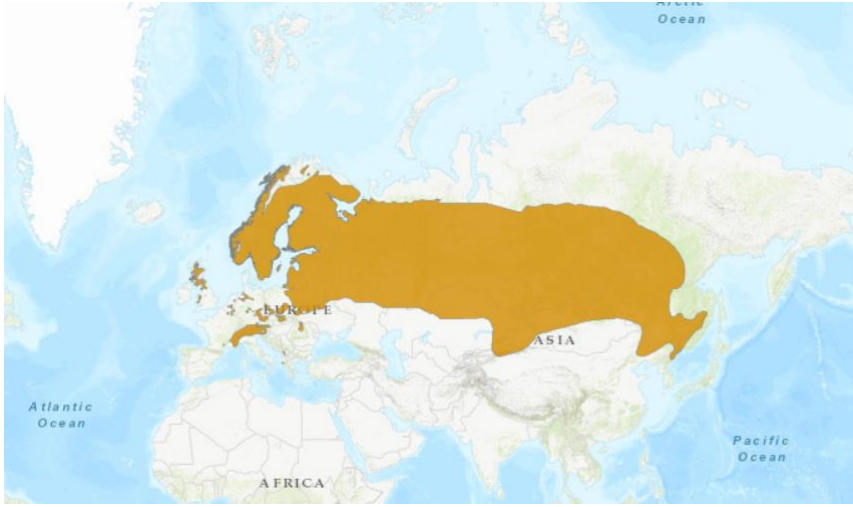 Arctic
Ocean
EUROPE
ASIA
Atlantic
Ocean
Pacific
Ocean
AFRICA